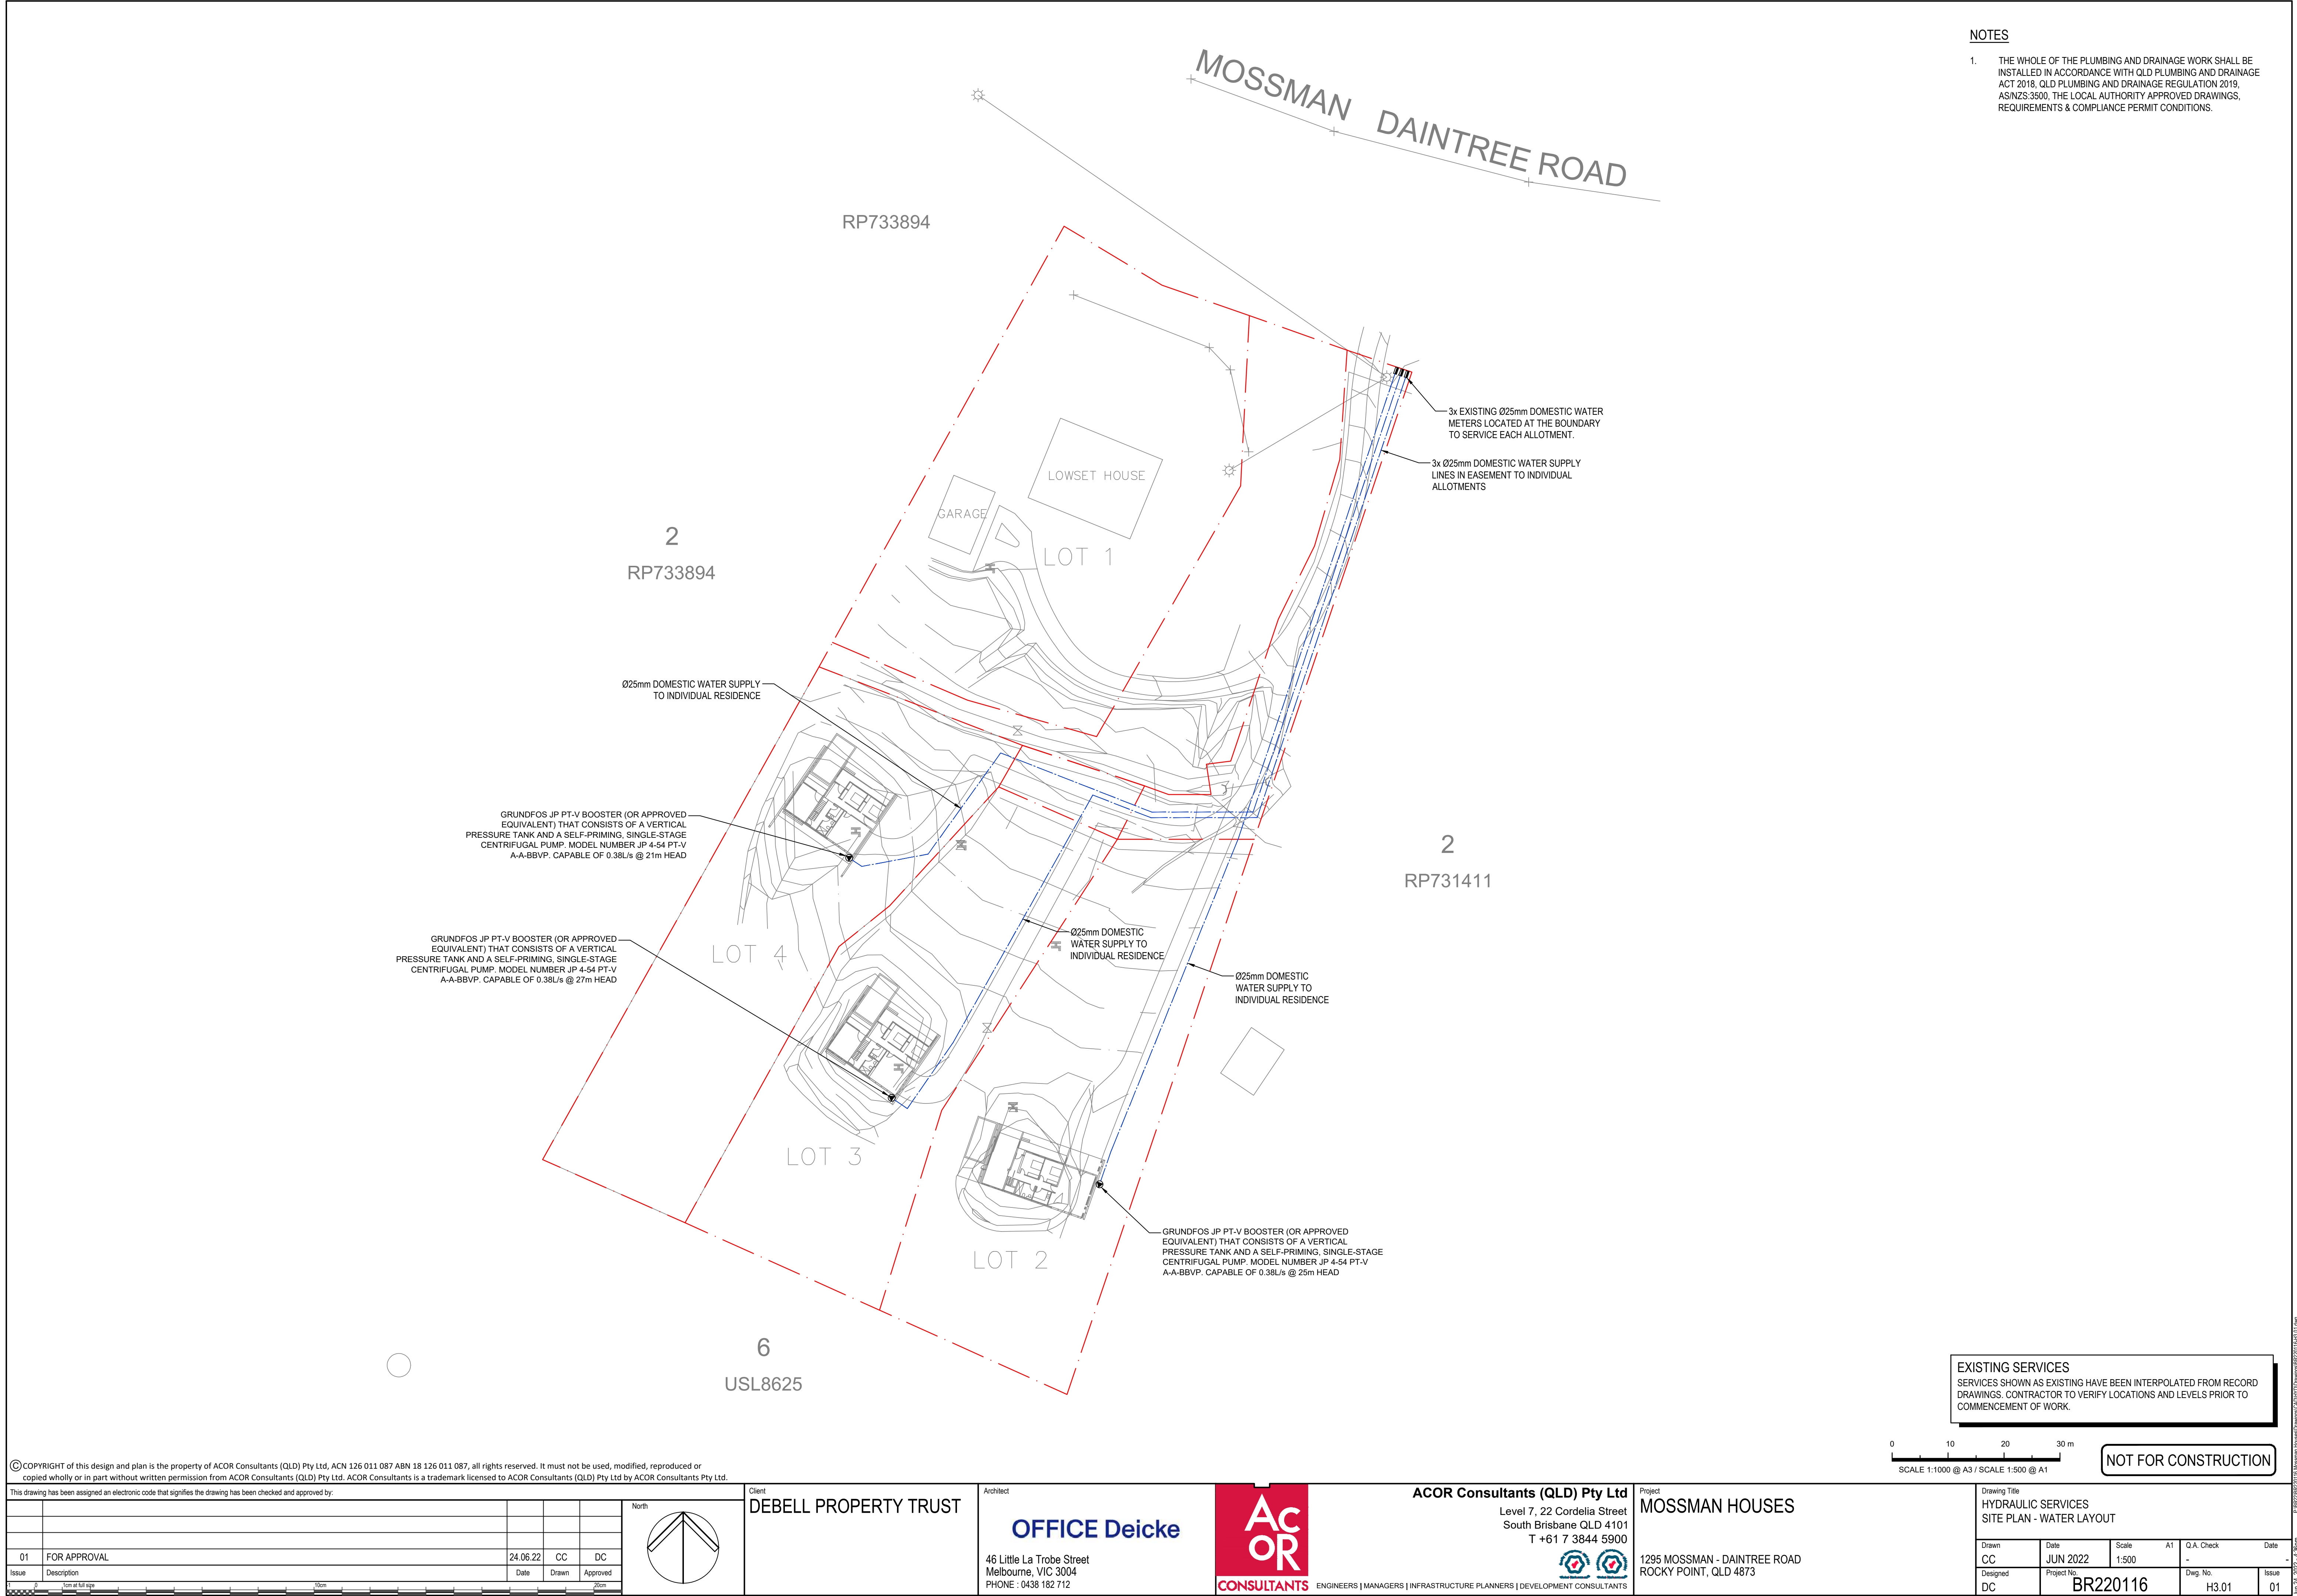 NOTES
1. THE WHOLE OF THE PLUMBING AND DRAINAGE WORK SHALL BE
INSTALLED IN ACCORDANCE WITH QLD PLUMBING AND DRAINAGE
ACT 2018, QLD PLUMBING AND DRAINAGE REGULATION 2019,
AS/NZS:3500, THE LOCAL AUTHORITY APPROVED DRAWINGS,
REQUIREMENTS & COMPLIANCE PERMIT CONDITIONS.
MOSSMAN DAINTREE ROAD
RP733894
3x EXISTING Ø25mm DOMESTIC WATER
METERS LOCATED AT THE BOUNDARY
TO SERVICE EACH ALLOTMENT.
3x Ø25mm DOMESTIC WATER SUPPLY
LINES IN EASEMENT TO INDIVIDUAL
ALLOTMENTS
LOWSET HOUSE
GARAGE
LOT 1
2
RP733894
Ø25mm DOMESTIC WATER SUPPLY
TO INDIVIDUAL RESIDENCE
GRUNDFOS JP PT-V BOOSTER (OR APPROVED
EQUIVALENT) THAT CONSISTS OF A VERTICAL
PRESSURE TANK AND A SELF-PRIMING, SINGLE-STAGE
CENTRIFUGAL PUMP. MODEL NUMBER JP 4-54 PT-V
A-A-BBVP. CAPABLE OF 0.38L/s @ 21m HEAD
2
RP731411
GRUNDFOS JP PT-V BOOSTER (OR APPROVED
EQUIVALENT) THAT CONSISTS OF A VERTICAL
PRESSURE TANK AND A SELF-PRIMING, SINGLE-STAGE
CENTRIFUGAL PUMP. MODEL NUMBER JP 4-54 PT-V
A-A-BBVP. CAPABLE OF 0.38L/s @ 27m HEAD
LOT 4
Ø25mm DOMESTIC
WATER SUPPLY TO
INDIVIDUAL RESIDENCE
Ø25mm DOMESTIC
WATER SUPPLY TO
INDIVIDUAL RESIDENCE
LOT 3
LOT 2
GRUNDFOS JP PT-V BOOSTER (OR APPROVED
EQUIVALENT) THAT CONSISTS OF A VERTICAL
PRESSURE TANK AND A SELF-PRIMING, SINGLE-STAGE
CENTRIFUGAL PUMP. MODEL NUMBER JP 4-54 PT-V
A-A-BBVP. CAPABLE OF 0.38L/s @ 25m HEAD
6
USL8625
EXISTING SERVICES
SERVICES SHOWN AS EXISTING HAVE BEEN INTERPOLATED FROM RECORD
DRAWINGS. CONTRACTOR TO VERIFY LOCATIONS AND LEVELS PRIOR TO
COMMENCEMENT OF WORK.
0 10 20 30 m
SCALE 1:1000 @ A3 / SCALE 1:500 @ A1
NOT FOR CONSTRUCTION
© COPYRIGHT of this design and plan is the property of ACOR Consultants (QLD) Pty Ltd, ACN 126 011 087 ABN 18 126 011 087, all rights reserved. It must not be used, modified, reproduced or
copied wholly or in part without written permission from ACOR Consultants (QLD) Pty Ltd. ACOR Consultants is a trademark licensed to ACOR Consultants (QLD) Pty Ltd by ACOR Consultants Pty Ltd.
This drawing has been assigned an electronic code that signifies the drawing has been checked and approved by:
01 FOR APPROVAL 24.06.22 CC DC
Issue Description Date Drawn Approved
1 0 1cm at full size 10cm 20cm
North
Client
DEBELL PROPERTY TRUST
Architect
OFFICE Deicke
46 Little La Trobe Street
Melbourne, VIC 3004
PHONE : 0438 182 712
ACOR
CONSULTANTS
ACOR Consultants (QLD) Pty Ltd
Level 7, 22 Cordelia Street
South Brisbane QLD 4101
T +61 7 3844 5900
ENGINEERS | MANAGERS | INFRASTRUCTURE PLANNERS | DEVELOPMENT CONSULTANTS
Project
MOSSMAN HOUSES
1295 MOSSMAN - DAINTREE ROAD
ROCKY POINT, QLD 4873
Drawing Title
HYDRAULIC SERVICES
SITE PLAN - WATER LAYOUT
Drawn Date Scale A1 Q.A. Check Date
CC JUN 2022 1:500 - -
Designed Project No. Dwg. No. Issue
DC BR220116 H3.01 01